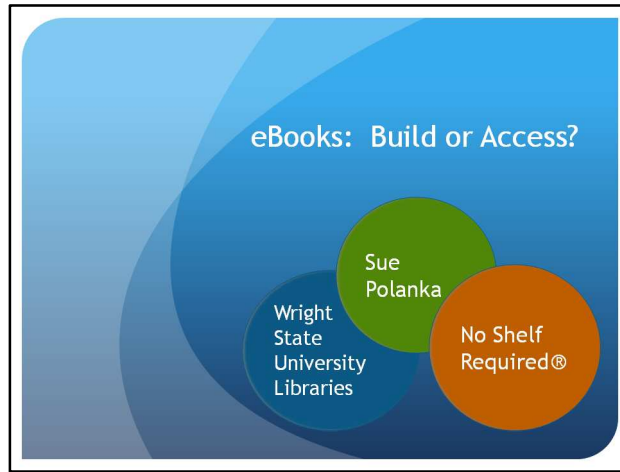 eBooks: Build or Access?
Sue
Polanka
Wright
State
University
Libraries
No Shelf
Required®